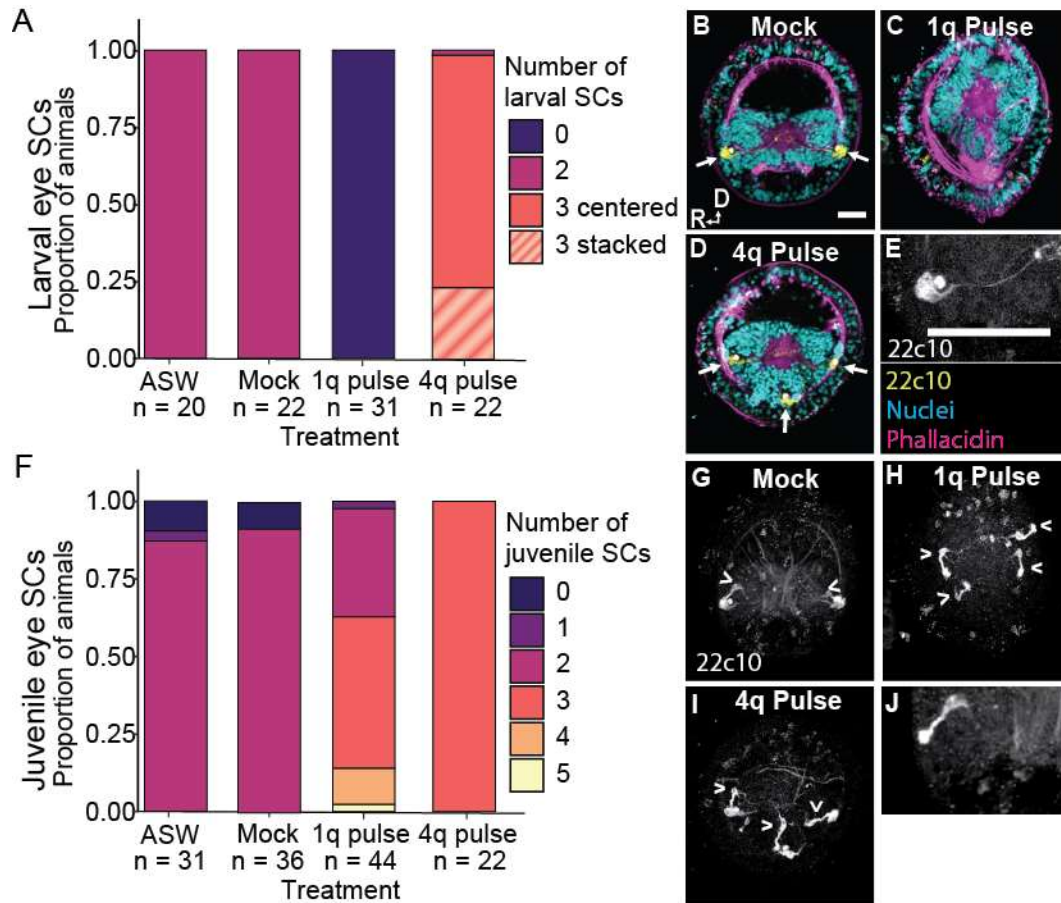 A
Larval eye SCs
Proportion of animals
1.00
0.75
0.50
0.25
0.00
ASW
n = 20
Mock
n = 22
1q pulse
n = 31
4q pulse
n = 22
Treatment
Number of
larval SCs
0
2
3 centered
3 stacked
B Mock
D
R
C 1q Pulse
D 4q Pulse
E
22c10
22c10
Nuclei
Phallacidin
F
Juvenile eye SCs
Proportion of animals
1.00
0.75
0.50
0.25
0.00
ASW
n = 31
Mock
n = 36
1q pulse
n = 44
4q pulse
n = 22
Treatment
Number of
juvenile SCs
0
1
2
3
4
5
G Mock
22c10
H 1q Pulse
I 4q Pulse
J